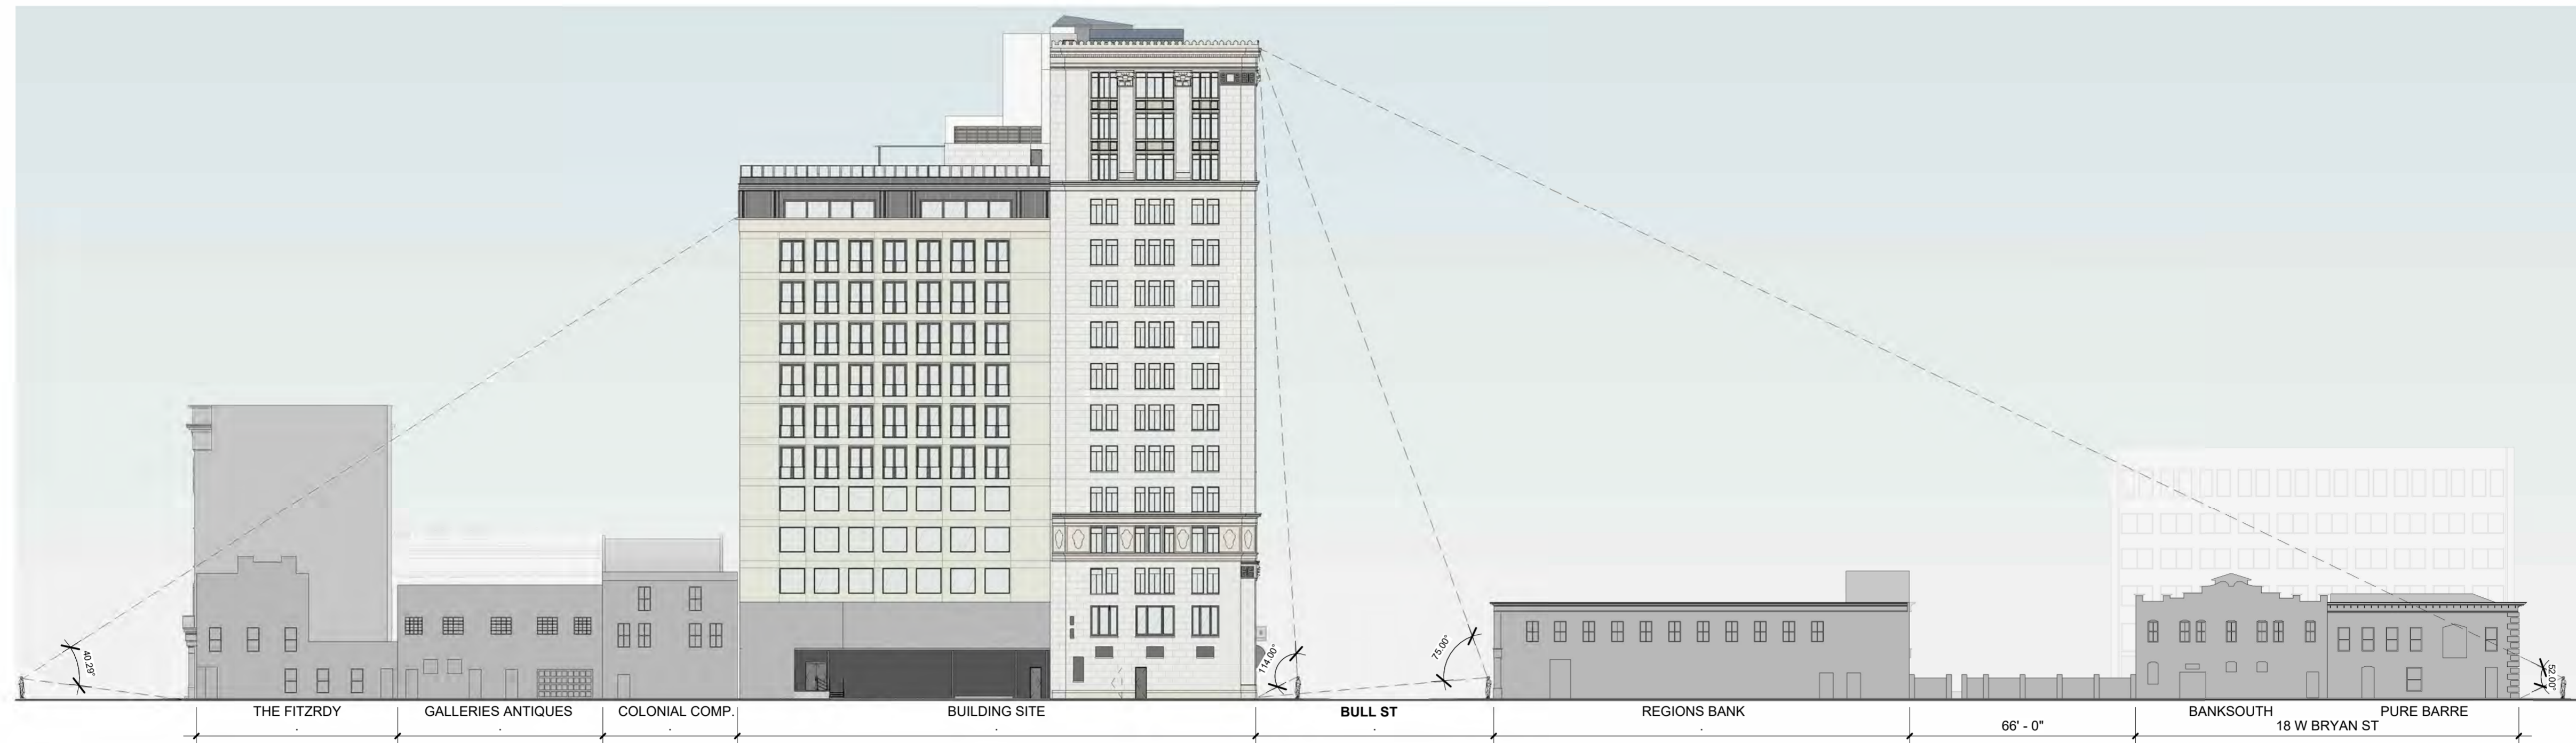 40.29°
114.00°
75.00°
52.00°
THE FITZRDY
GALLERIES ANTIQUES
COLONIAL COMP.
BUILDING SITE
BULL ST
REGIONS BANK
66' - 0"
BANKSOUTH
PURE BARRE
18 W BRYAN ST